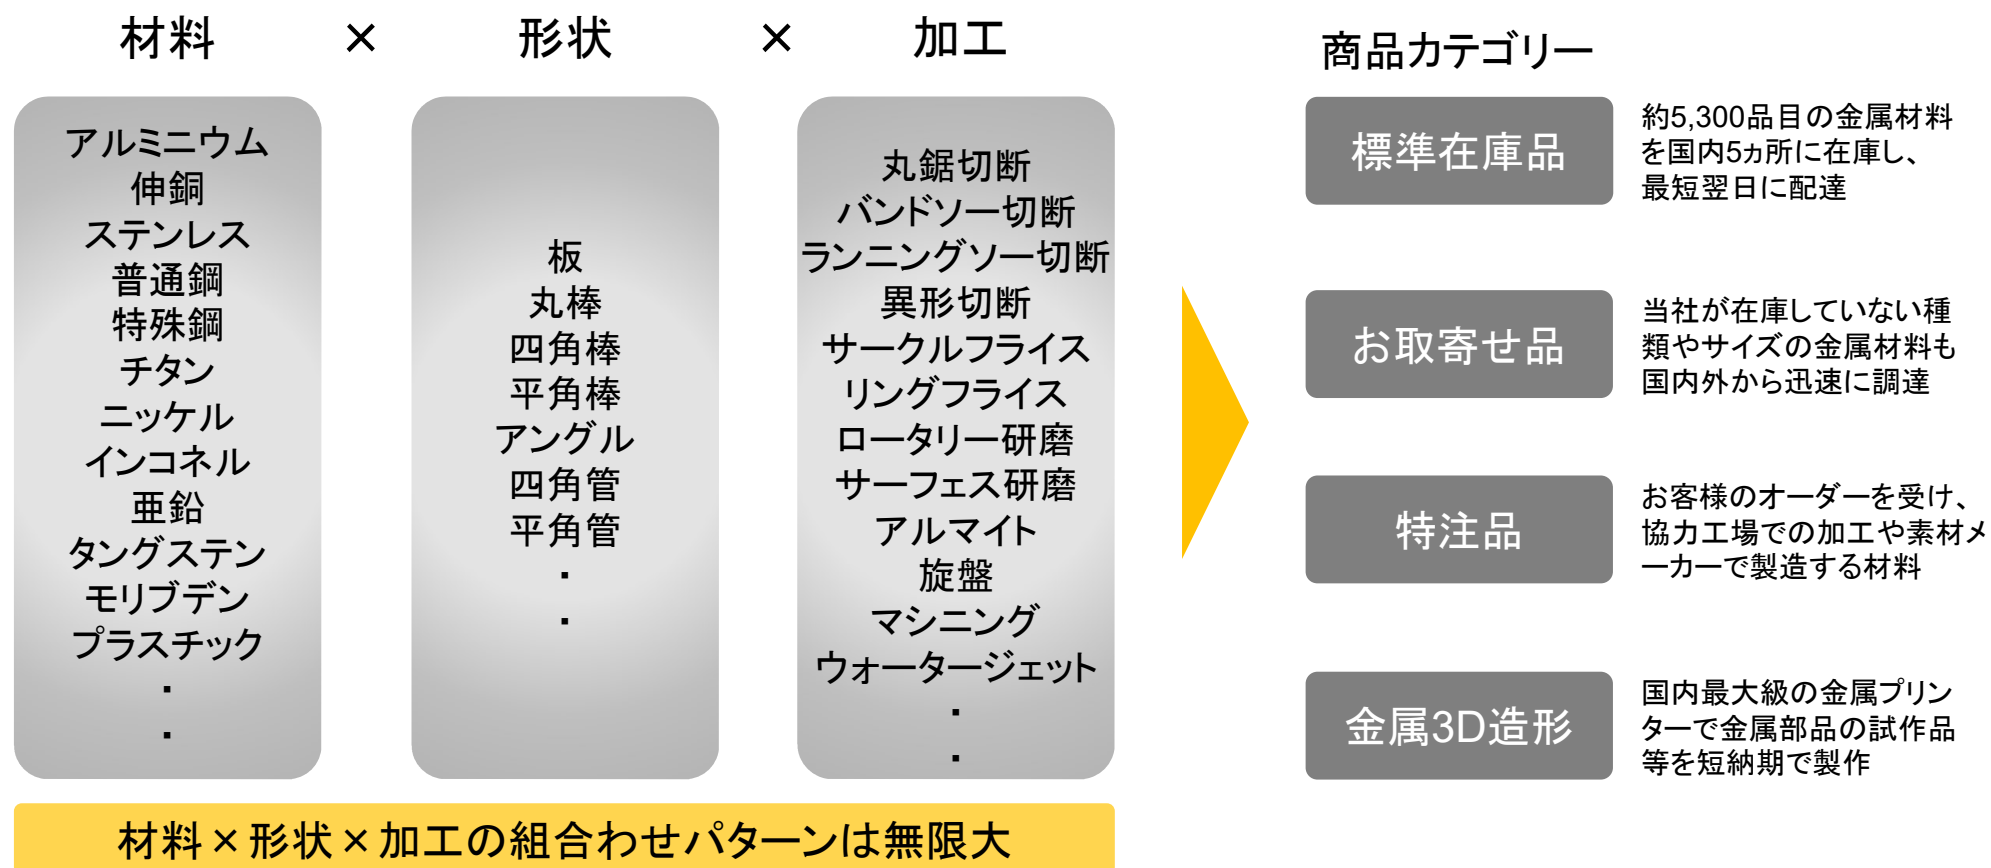 材料 × 形状 × 加工
アルミニウム
伸銅
ステンレス
普通鋼
特殊鋼
チタン
ニッケル
インコネル
亜鉛
タングステン
モリブデン
プラスチック
・
・
板
丸棒
四角棒
平角棒
アングル
四角管
平角管
・
・
丸鋸切断
バンドソー切断
ランニングソー切断
異形切断
サークルフライス
リングフライス
ロータリー研磨
サーフェス研磨
アルマイト
旋盤
マシニング
ウォータージェット
・
・
材料×形状×加工の組合わせパターンは無限大
商品カテゴリー
標準在庫品
約5,300品目の金属材料
を国内5ヵ所に在庫し、
最短翌日に配達
お取寄せ品
当社が在庫していない種
類やサイズの金属材料も
国内外から迅速に調達
特注品
お客様のオーダーを受け、
協力工場での加工や素材メ
ーカーで製造する材料
金属3D造形
国内最大級の金属プリン
ターで金属部品の試作品
等を短納期で製作